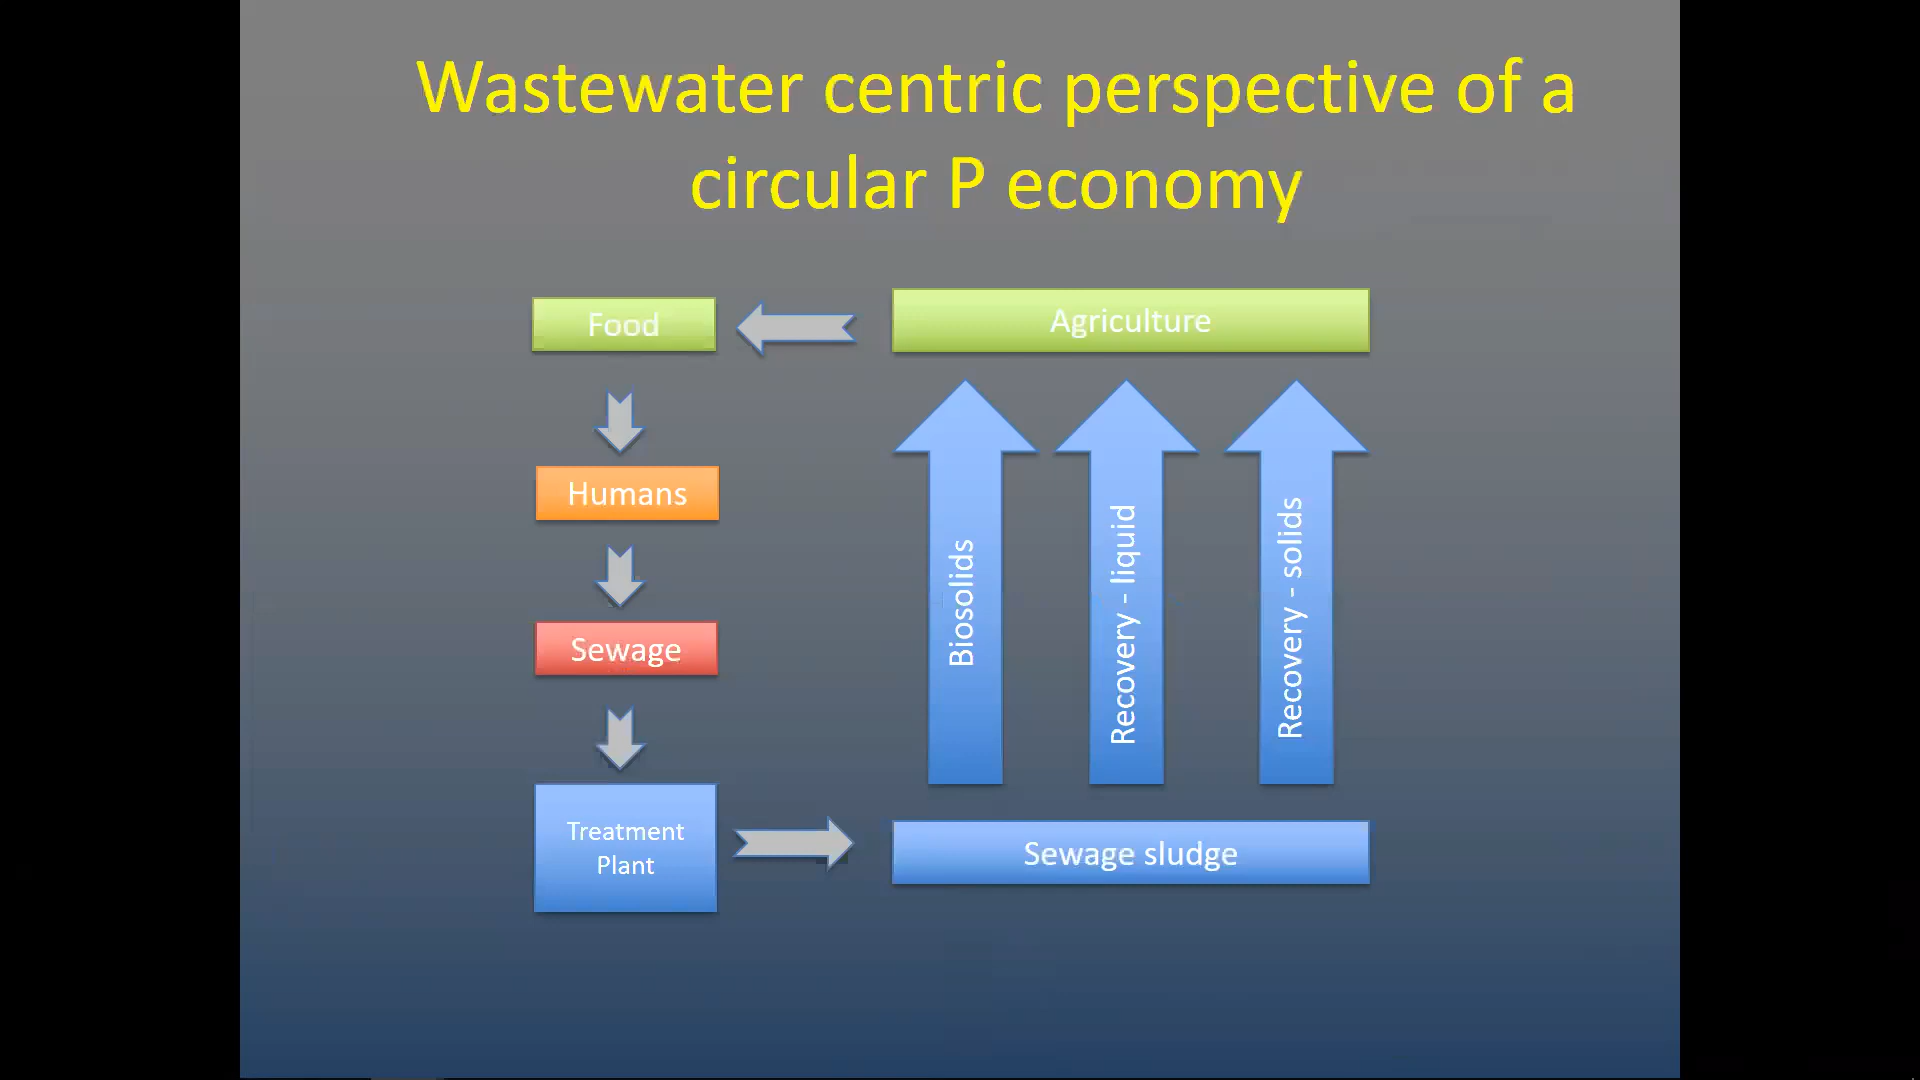 Wastewater centric perspective of a
circular P economy
Food
Agriculture
Humans
Sewage
Biosolids
Recovery - liquid
Recovery - solids
Treatment
Plant
Sewage sludge